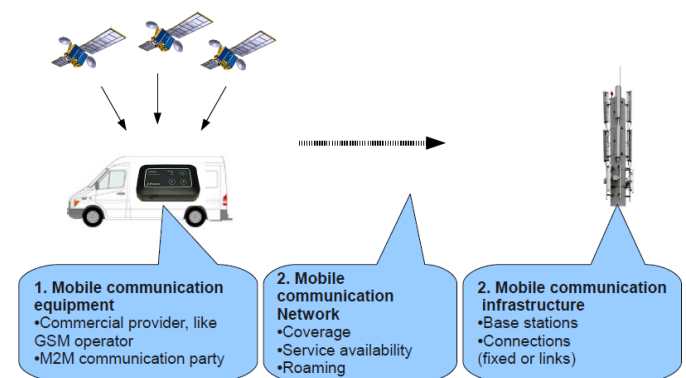 1. Mobile communication
equipment
•Commercial provider, like
GSM operator
•M2M communication party
2. Mobile
communication
Network
•Coverage
•Service availability
•Roaming
2. Mobile communication
infrastructure
•Base stations
•Connections
(fixed or links)